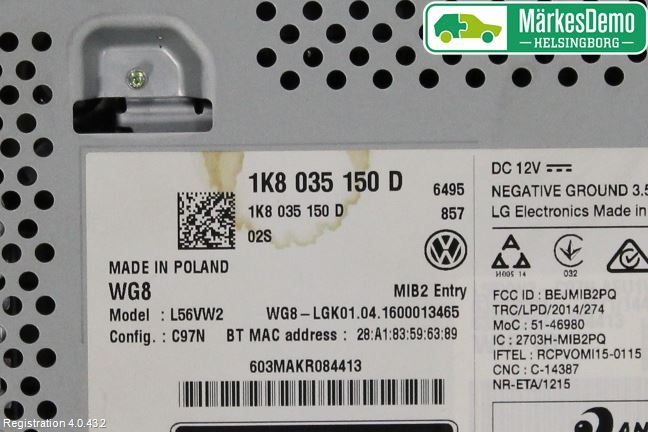 MärkesDemo
HELSINGBORG
1K8 035 150 D
6495
1K8 035 150 D
857
02S
MADE IN POLAND
WG8
MIB2 Entry
Model : L56VW2
WG8-LGK01.04.1600013465
Config. : C97N
BT MAC address : 28:A1:83:59:63:89
603MAKR084413
DC 12V
NEGATIVE GROUND 3.5
LG Electronics Made in
032
FCC ID : BEJMIB2PQ
TRC/LPD/2014/274
MoC : 51-46980
IC : 2703H-MIB2PQ
IFTEL : RCPVOMI15-0115
CNC : C-14387
NR-ETA/1215
AN
Registration 4.0.43.2